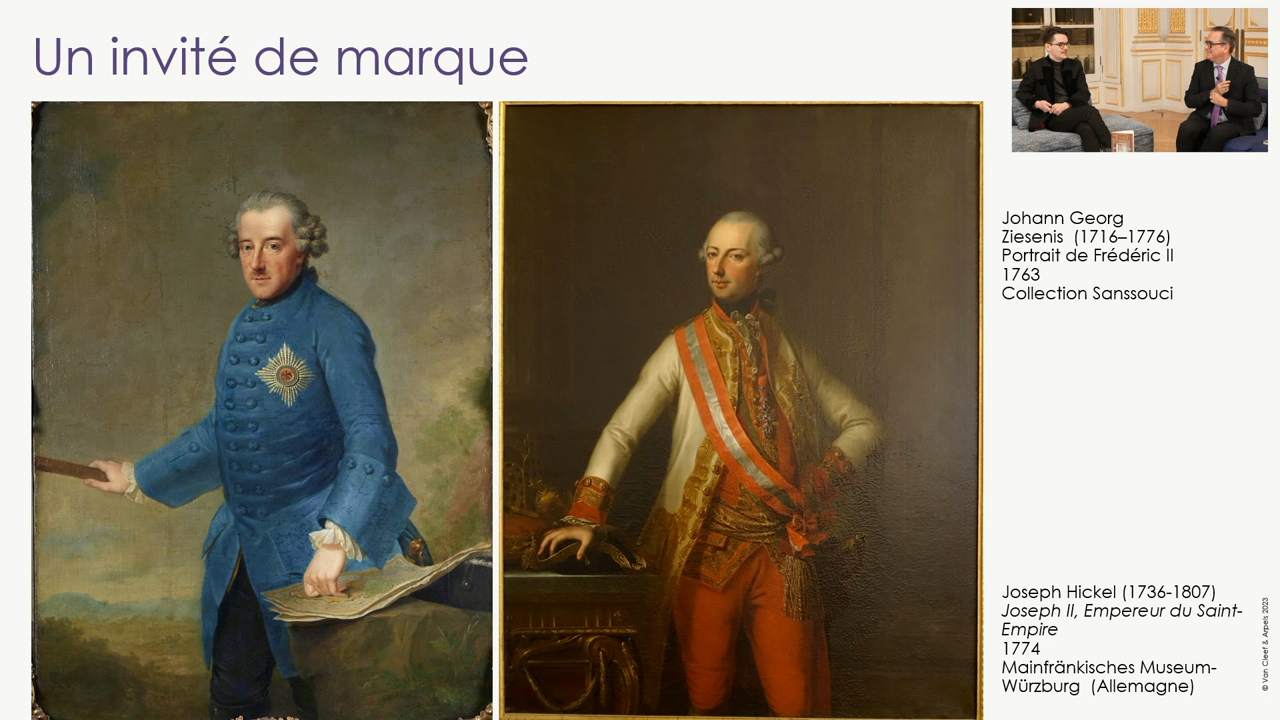 Un invité de marque
Johann Georg
Ziesenis (1716–1776)
Portrait de Frédéric II
1763
Collection Sanssouci
Joseph Hickel (1736-1807)
Joseph II, Empereur du Saint-
Empire
1774
Mainfränkisches Museum-
Würzburg (Allemagne)
© Van Cleef & Arpels 2023